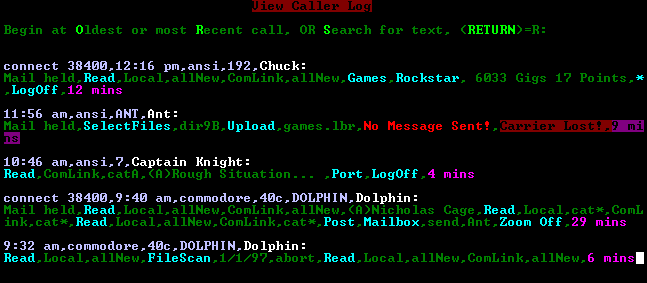 View Caller Log
Begin at Oldest or most Recent call, OR Search for text, (RETURN)=R:
connect 38400,12:16 pm,ansi,192,Chuck:
Mail held,Read,Local,allNew,ComLink,allNew,Games,Rockstar, 6033 Gigs 17 Points,*
,LogOff,12 mins
11:56 am,ansi,ANT,Ant:
Mail held,SelectFiles,dir9B,Upload,games.lbr,No Message Sent!,Carrier Lost!,9 mi
ns
10:46 am,ansi,7,Captain Knight:
Read,ComLink,catA,(A)Rough Situation... ,Port,LogOff,4 mins
connect 38400,9:40 am,commodore,40c,DOLPHIN,Dolphin:
Mail held,Read,Local,allNew,ComLink,allNew,(A)Nicholas Cage,Read,Local,cat*,ComL
ink,cat*,Read,Local,allNew,ComLink,cat*,Post,Mailbox,send,Ant,Zoom Off,29 mins
9:32 am,commodore,40c,DOLPHIN,Dolphin:
Read,Local,allNew,FileScan,1/1/97,abort,Read,Local,allNew,ComLink,allNew,6 mins